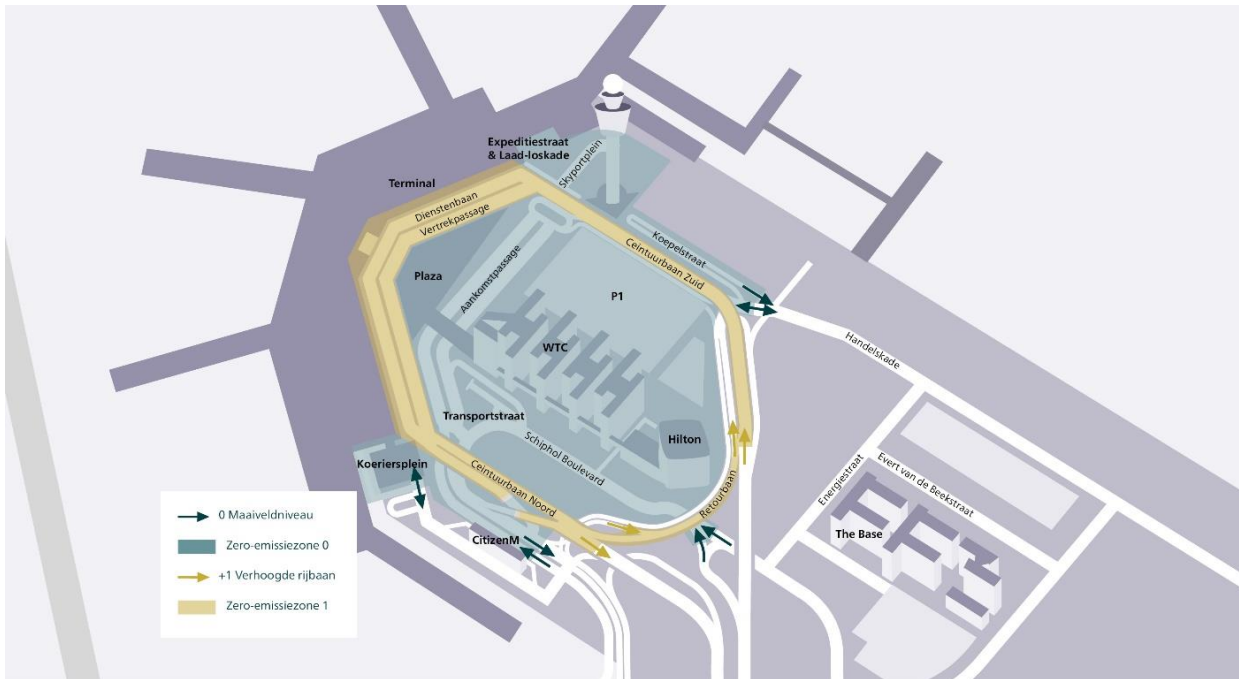 Expeditiestraat
& Laad-loskade
Skyportplein
Terminal
Dienstenbaan
Vertrekpassage
Koepelstraat
Ceintuurbaan Zuid
Plaza
Aankomstpassage
P1
Handelskade
WTC
Transportstraat
Hilton
Schiphol Boulevard
Koeriersplein
Ceintuurbaan Noord
Retourbaan
Energiestraat
Evert van de Beekstraat
CitizenM
The Base
0 Maaiveldniveau
Zero-emissiezone 0
+1 Verhoogde rijbaan
Zero-emissiezone 1